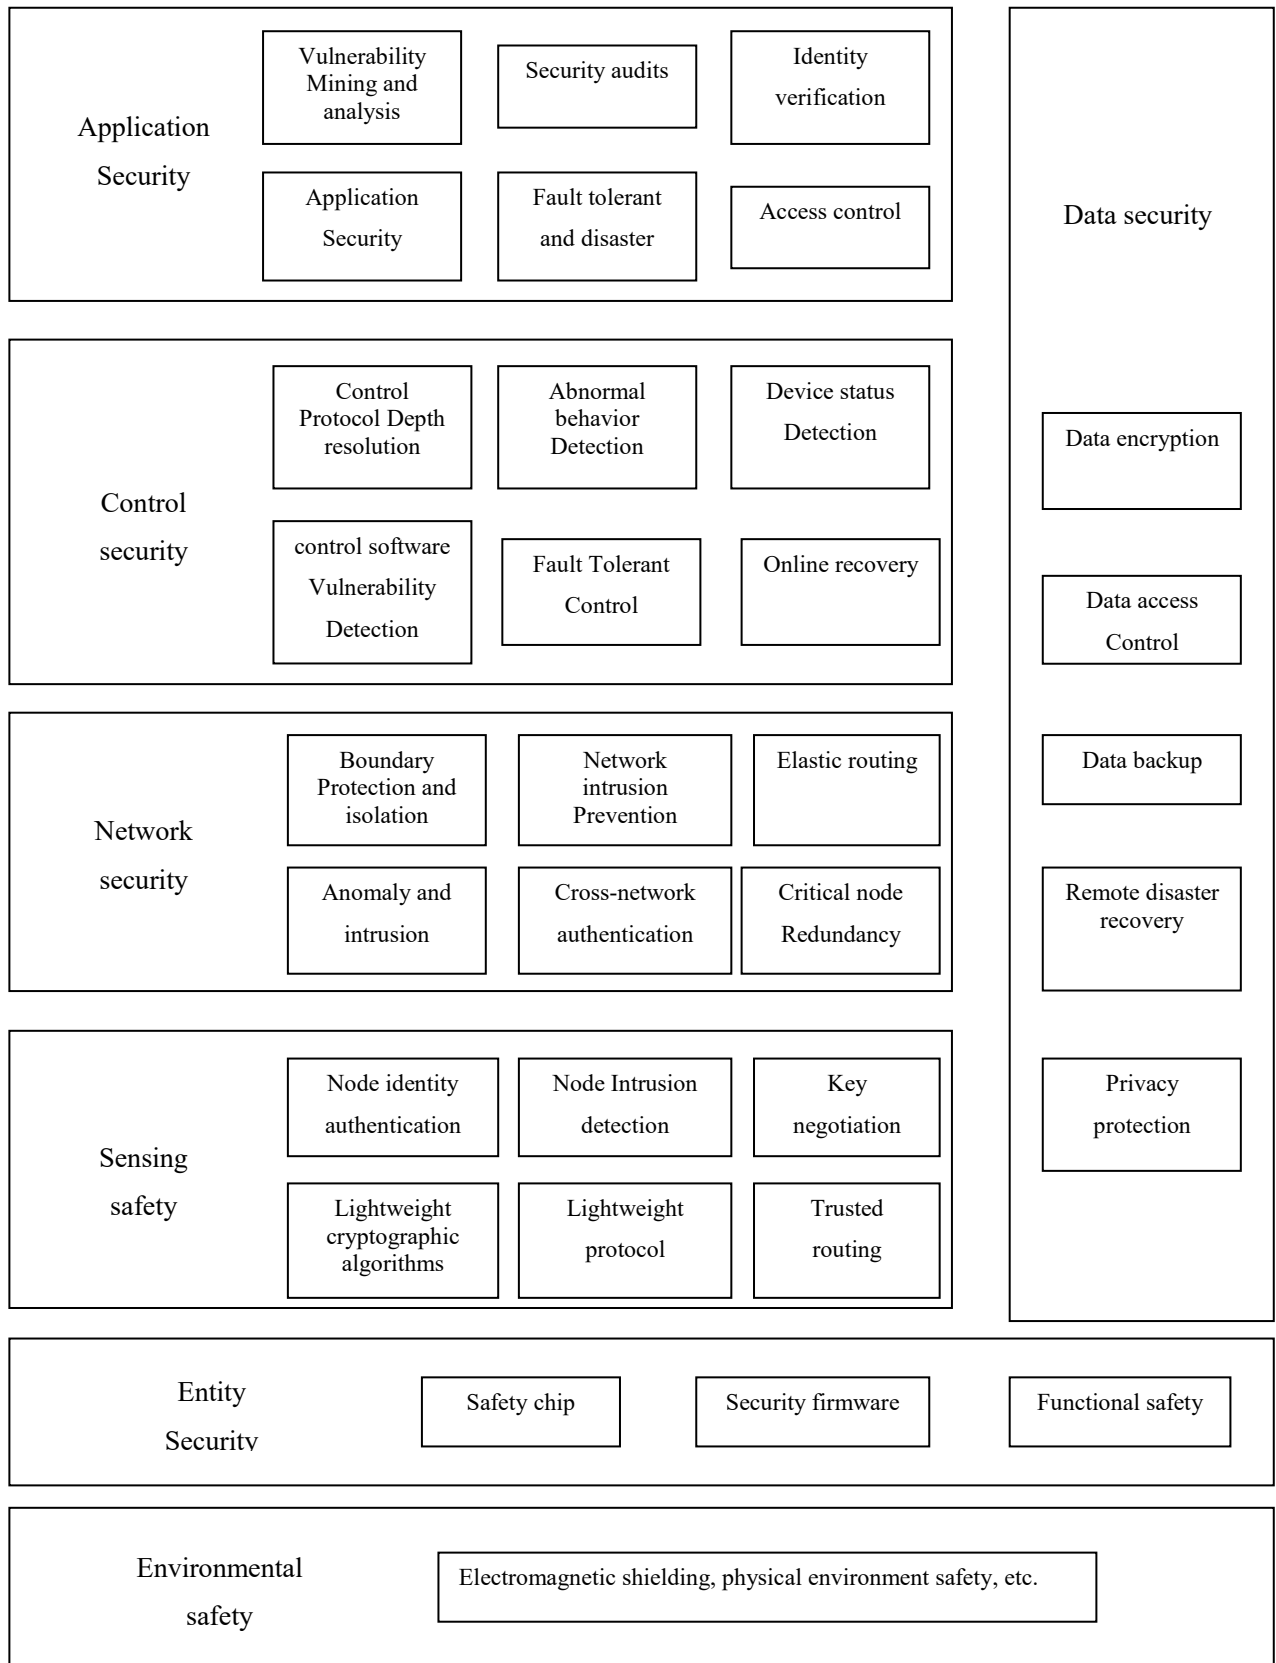 Application
Security
Vulnerability
Mining and
analysis
Security audits
Identity
verification
Application
Security
Fault tolerant
and disaster
Access control
Control
security
Control
Protocol Depth
resolution
Abnormal
behavior
Detection
Device status
Detection
control software
Vulnerability
Detection
Fault Tolerant
Control
Online recovery
Network
security
Boundary
Protection and
isolation
Network
intrusion
Prevention
Elastic routing
Anomaly and
intrusion
Cross-network
authentication
Critical node
Redundancy
Sensing
safety
Node identity
authentication
Node Intrusion
detection
Key
negotiation
Lightweight
cryptographic
algorithms
Lightweight
protocol
Trusted
routing
Data security
Data encryption
Data access
Control
Data backup
Remote disaster
recovery
Privacy
protection
Entity
Security
Safety chip
Security firmware
Functional safety
Environmental
safety
Electromagnetic shielding, physical environment safety, etc.